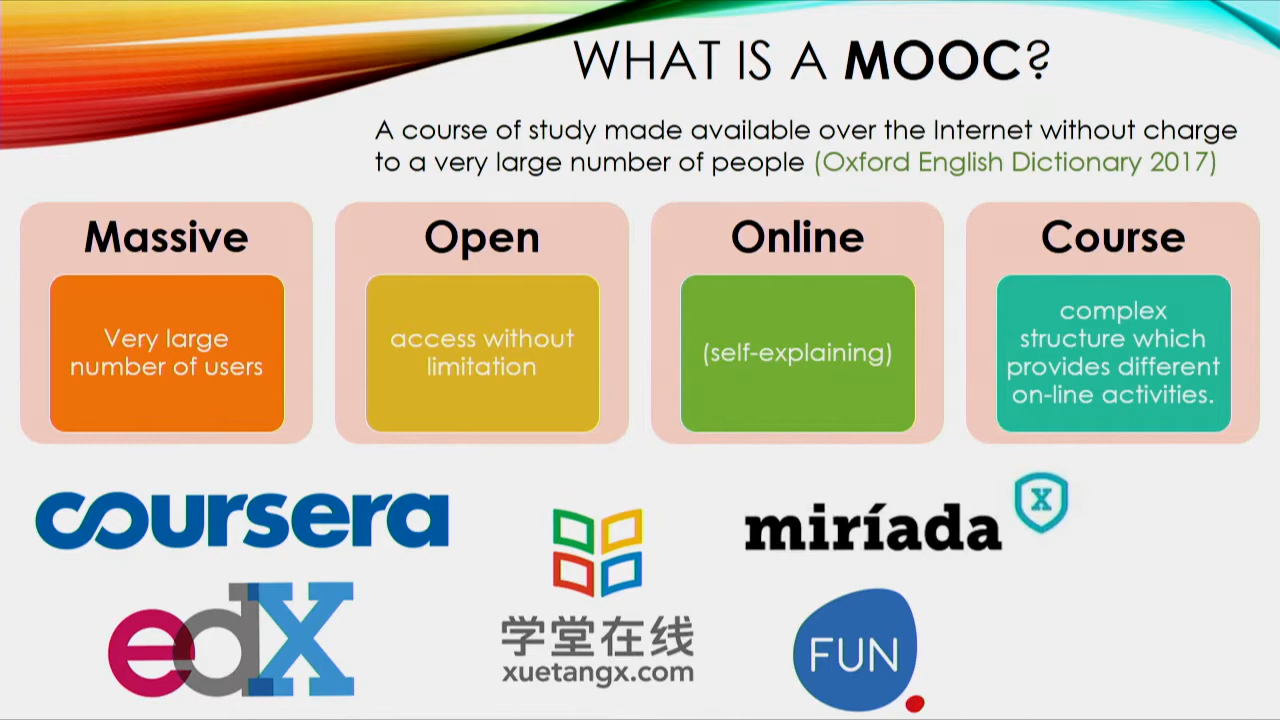 WHAT IS A MOOC?
A course of study made available over the Internet without charge
to a very large number of people (Oxford English Dictionary 2017)
Massive
Very large
number of users
Open
access without
limitation
Online
(self-explaining)
Course
complex
structure which
provides different
on-line activities.
coursera
edX
学堂在线
xuetangx.com
miríada X
FUN